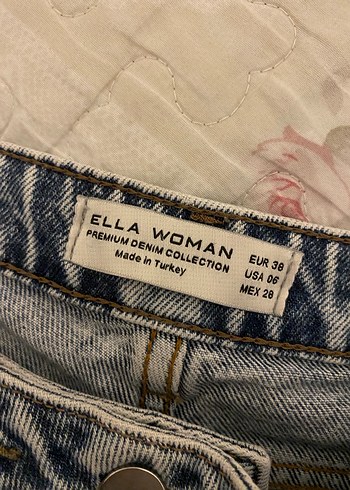 ELLA WOMAN
PREMIUM DENIM COLLECTION
Made in Turkey
EUR 38
USA 06
MEX 28